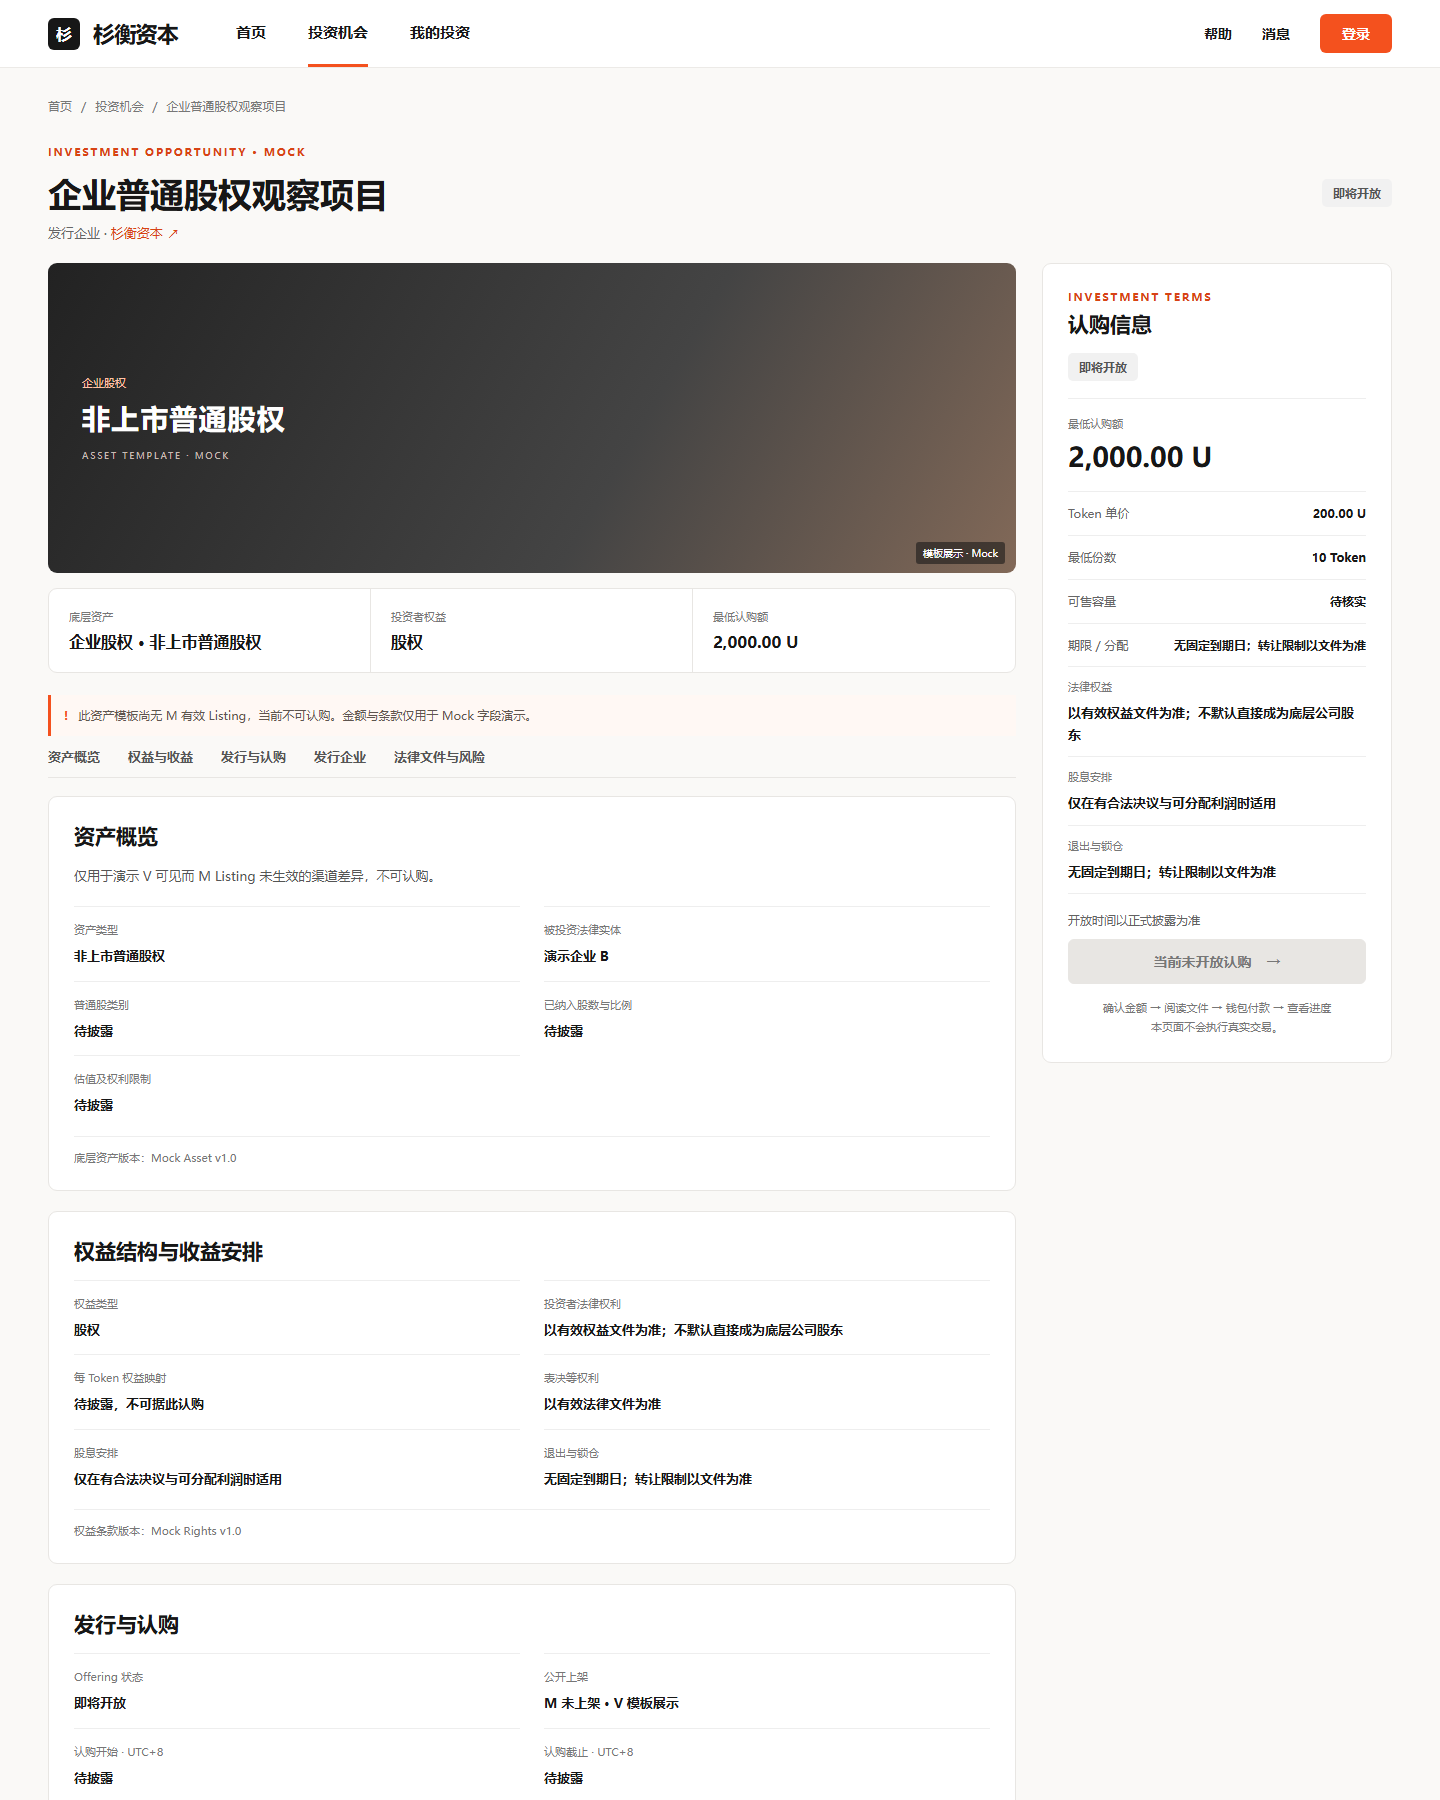 杉 杉衡资本 首页 投资机会 我的投资 帮助 消息 登录
首页 / 投资机会 / 企业普通股权观察项目
INVESTMENT OPPORTUNITY • MOCK
企业普通股权观察项目
即将开放
发行企业 · 杉衡资本 ↗
企业股权
非上市普通股权
ASSET TEMPLATE · MOCK
模板展示 · Mock
底层资产
企业股权 • 非上市普通股权
投资者权益
股权
最低认购额
2,000.00 U
! 此资产模板尚无 M 有效 Listing，当前不可认购。金额与条款仅用于 Mock 字段演示。
资产概览 权益与收益 发行与认购 发行企业 法律文件与风险
资产概览
仅用于演示 V 可见而 M Listing 未生效的渠道差异，不可认购。
资产类型
非上市普通股权
被投资法律实体
演示企业 B
普通股类别
待披露
已纳入股数与比例
待披露
估值及权利限制
待披露
底层资产版本：Mock Asset v1.0
权益结构与收益安排
权益类型
股权
投资者法律权利
以有效权益文件为准；不默认直接成为底层公司股东
每 Token 权益映射
待披露，不可据此认购
表决等权利
以有效法律文件为准
股息安排
仅在有合法决议与可分配利润时适用
退出与锁仓
无固定到期日；转让限制以文件为准
权益条款版本：Mock Rights v1.0
发行与认购
Offering 状态
即将开放
公开上架
M 未上架 • V 模板展示
认购开始 · UTC+8
待披露
认购截止 · UTC+8
待披露
INVESTMENT TERMS
认购信息
即将开放
最低认购额
2,000.00 U
Token 单价 200.00 U
最低份数 10 Token
可售容量 待核实
期限 / 分配 无固定到期日；转让限制以文件为准
法律权益
以有效权益文件为准；不默认直接成为底层公司股
东
股息安排
仅在有合法决议与可分配利润时适用
退出与锁仓
无固定到期日；转让限制以文件为准
开放时间以正式披露为准
当前未开放认购 →
确认金额 → 阅读文件 → 钱包付款 → 查看进度
本页面不会执行真实交易。